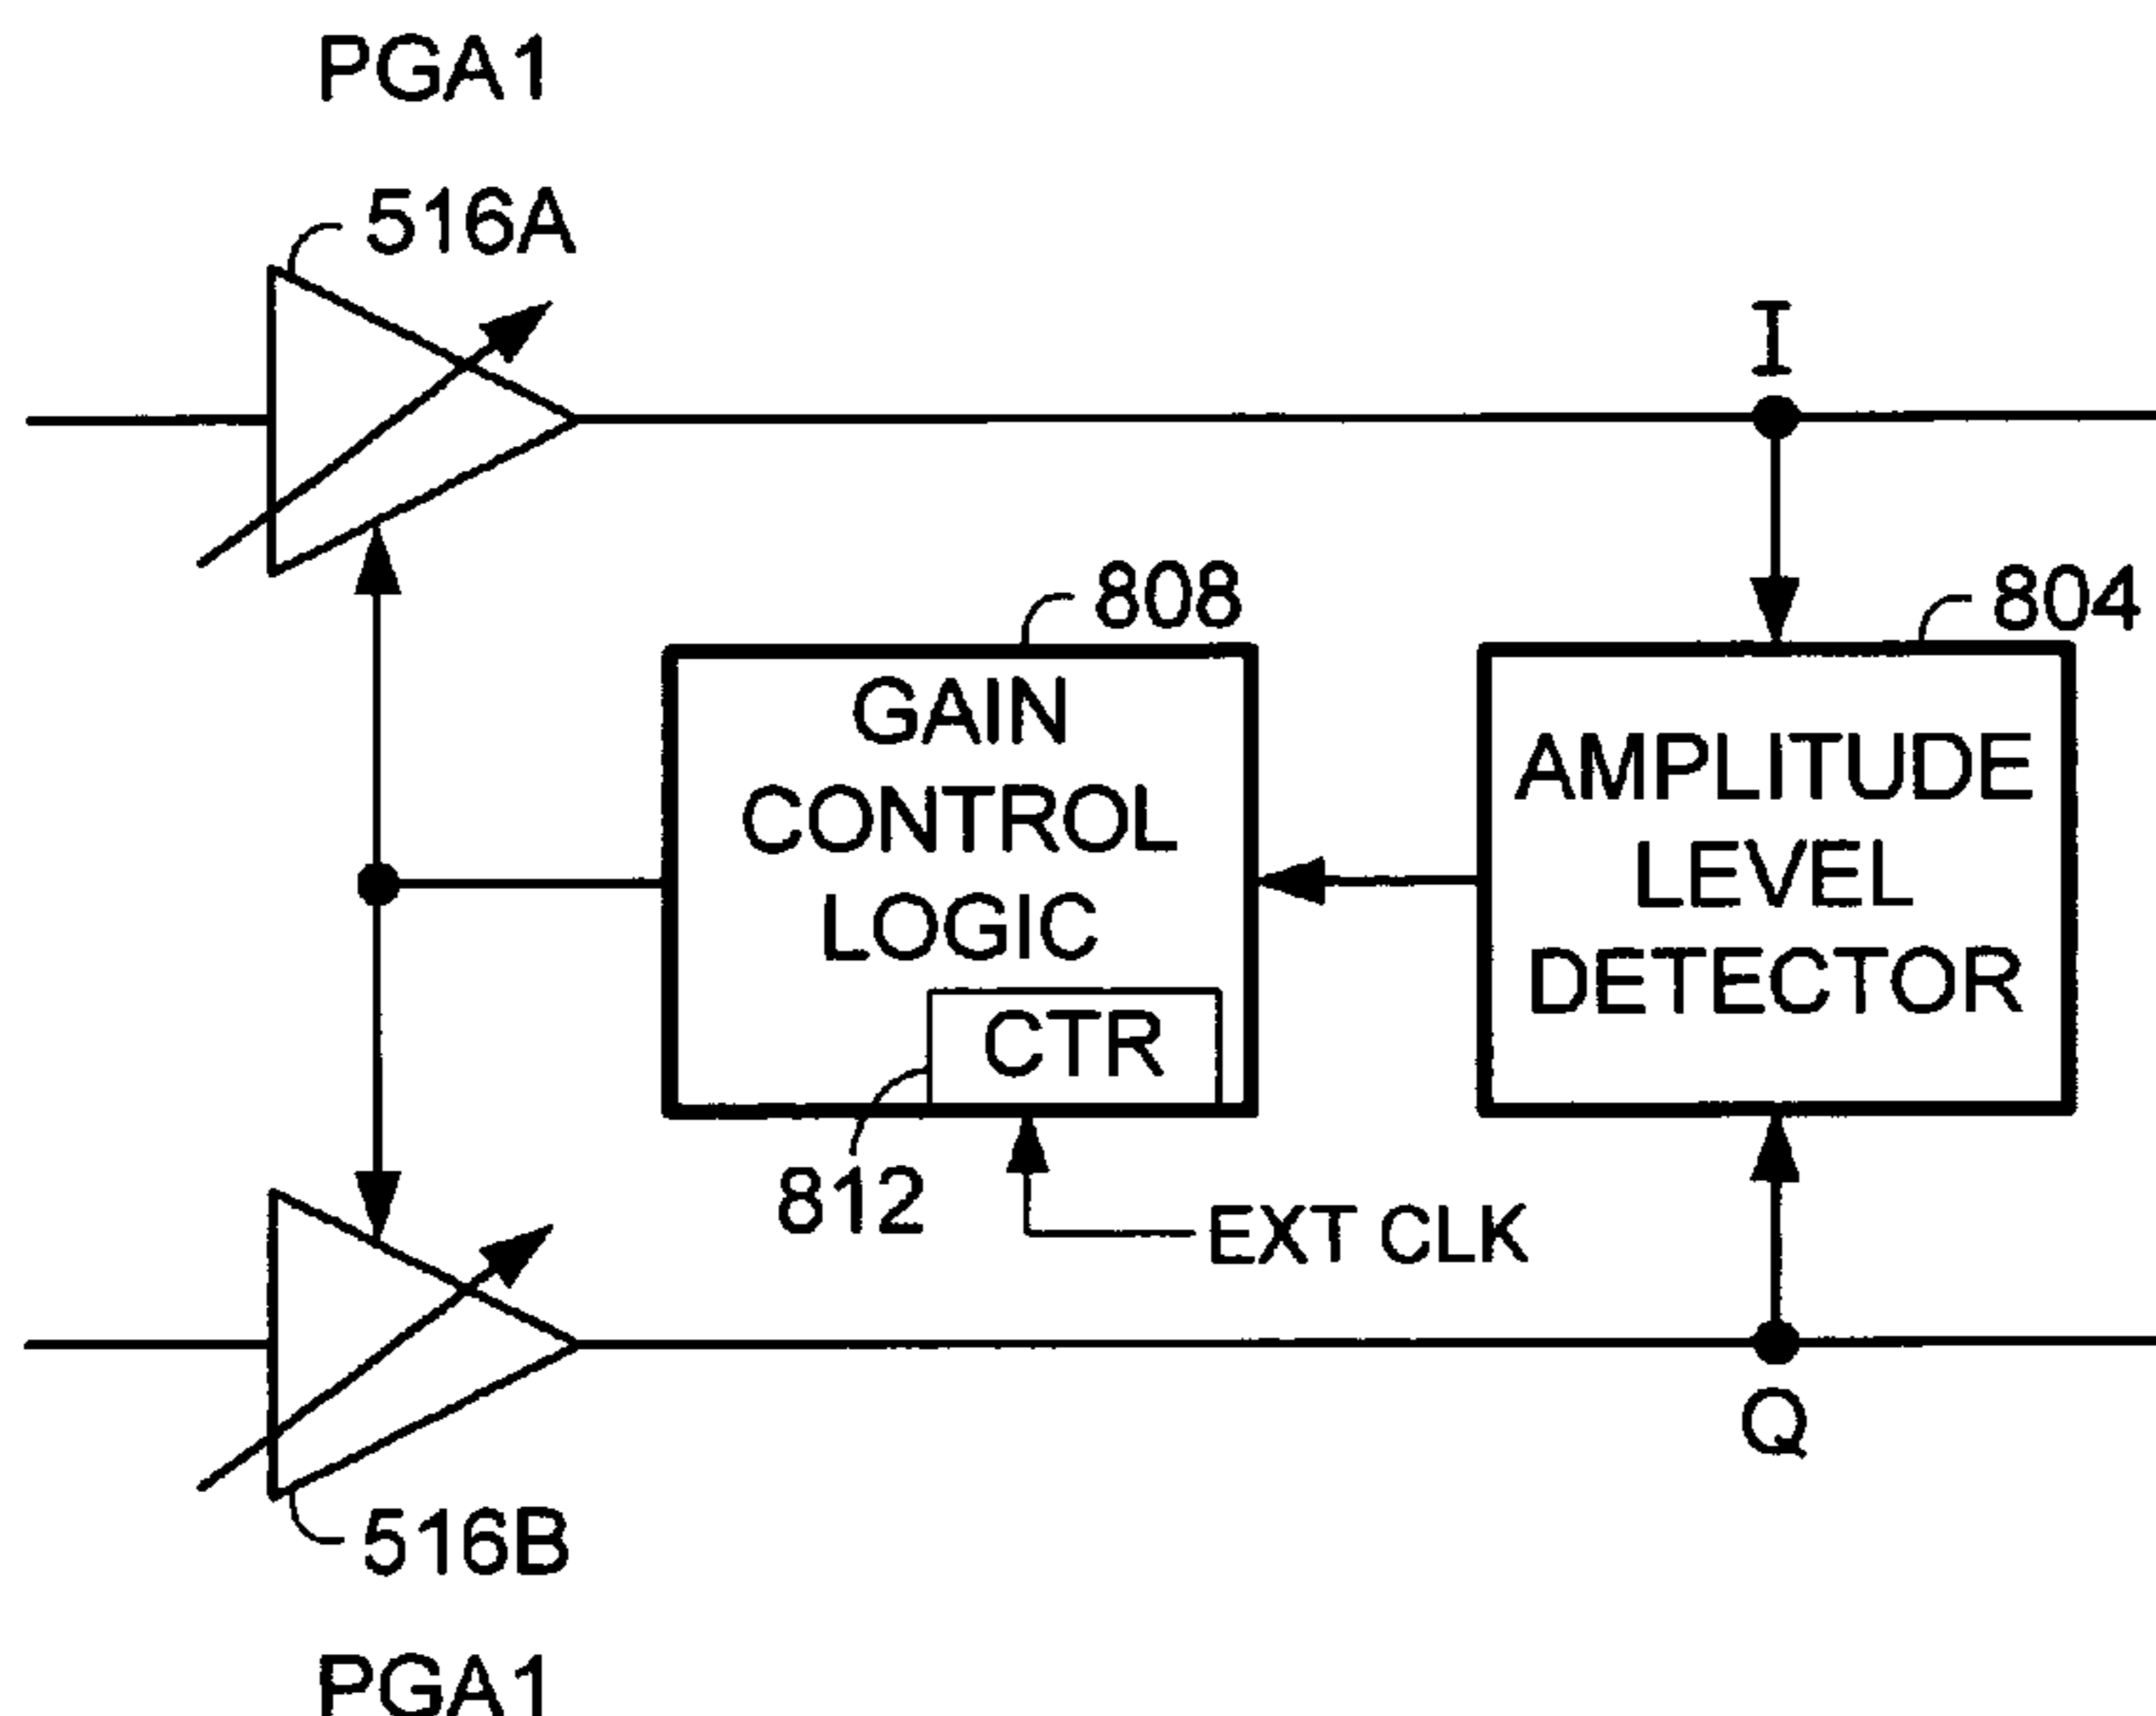 PGA1
516A
I
808
804
GAIN
CONTROL
LOGIC
CTR
AMPLITUDE
LEVEL
DETECTOR
812
EXT CLK
Q
516B
PGA1